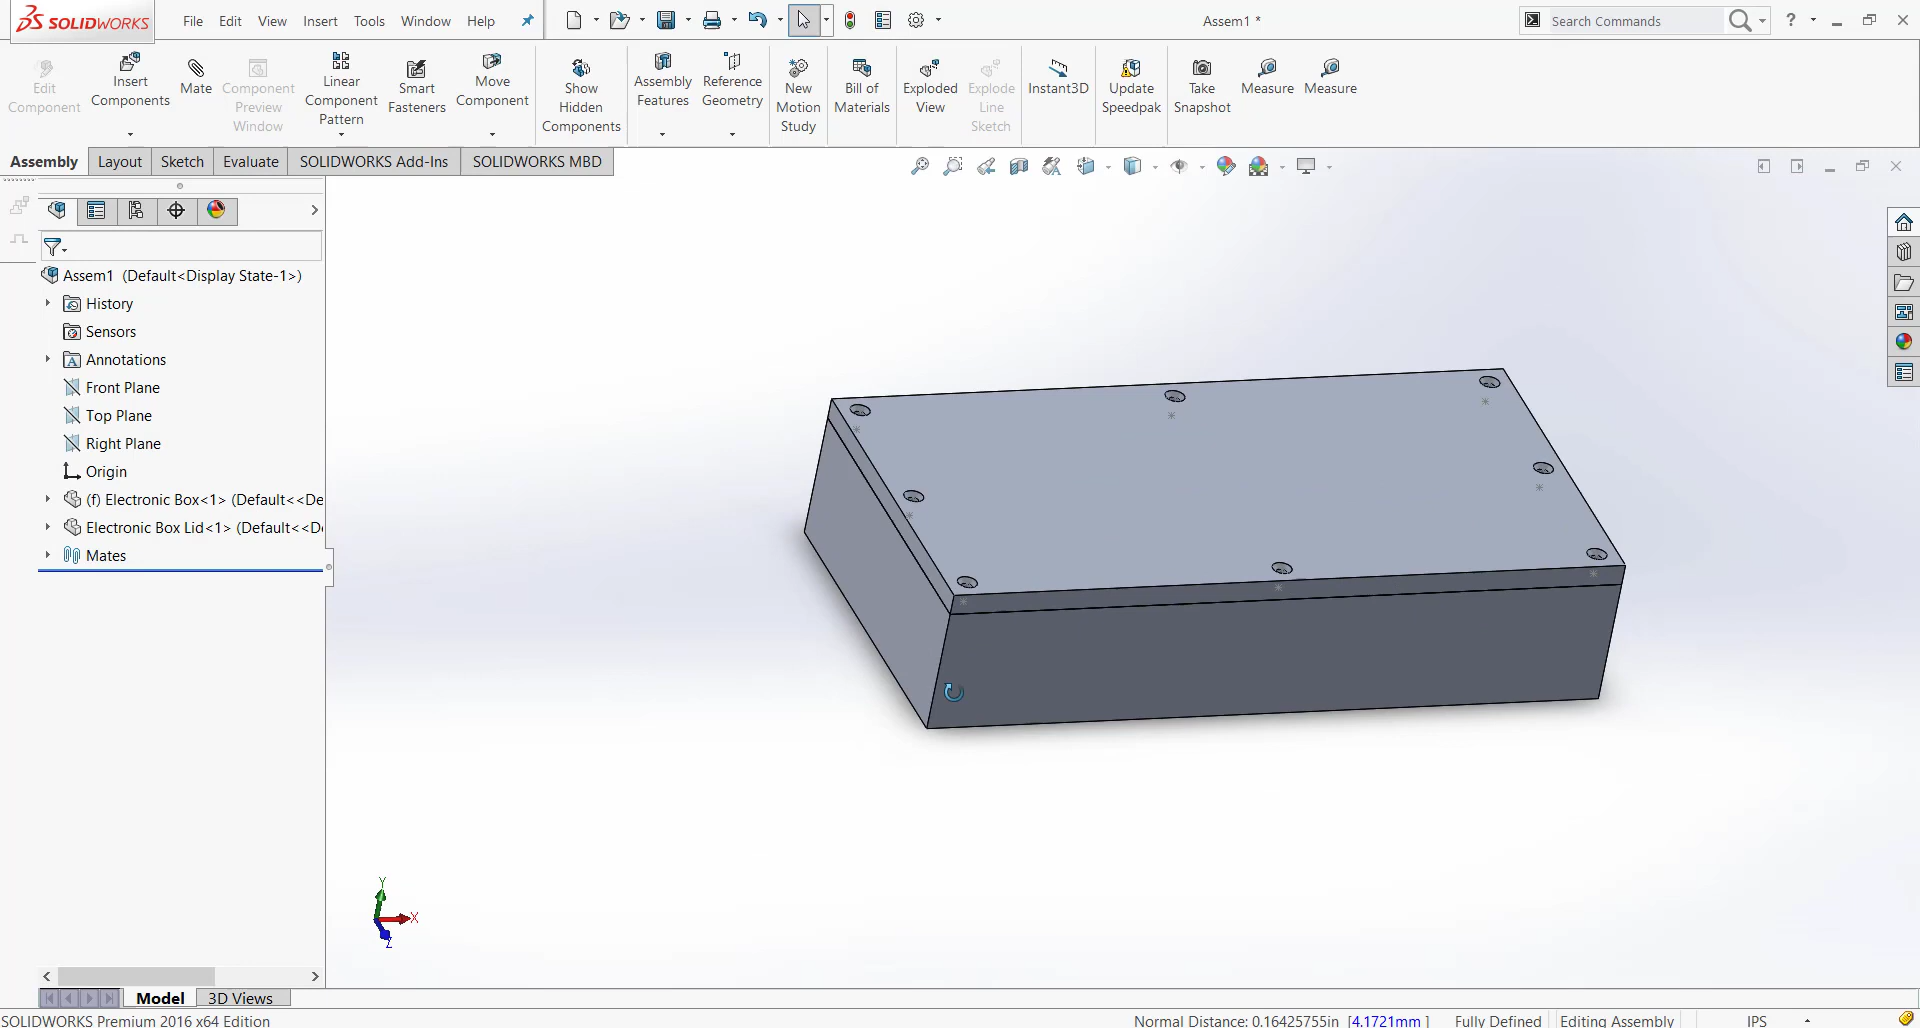 SOLIDWORKS
File Edit View Insert Tools Window Help
Assem1 *
Search Commands
?
Edit Component
Insert Components
Mate
Component Preview Window
Linear Component Pattern
Smart Fasteners
Move Component
Show Hidden Components
Assembly Features
Reference Geometry
New Motion Study
Bill of Materials
Exploded View
Explode Line Sketch
Instant3D
Update Speedpak
Take Snapshot
Measure
Measure
Assembly Layout Sketch Evaluate SOLIDWORKS Add-Ins SOLIDWORKS MBD
Assem1 (Default<Display State-1>)
History
Sensors
Annotations
Front Plane
Top Plane
Right Plane
Origin
(f) Electronic Box<1> (Default<<De
Electronic Box Lid<1> (Default<<D
Mates
Y
X
Z
Model 3D Views
SOLIDWORKS Premium 2016 x64 Edition
Normal Distance: 0.16425755in [4.1721mm ] Fully Defined Editing Assembly IPS